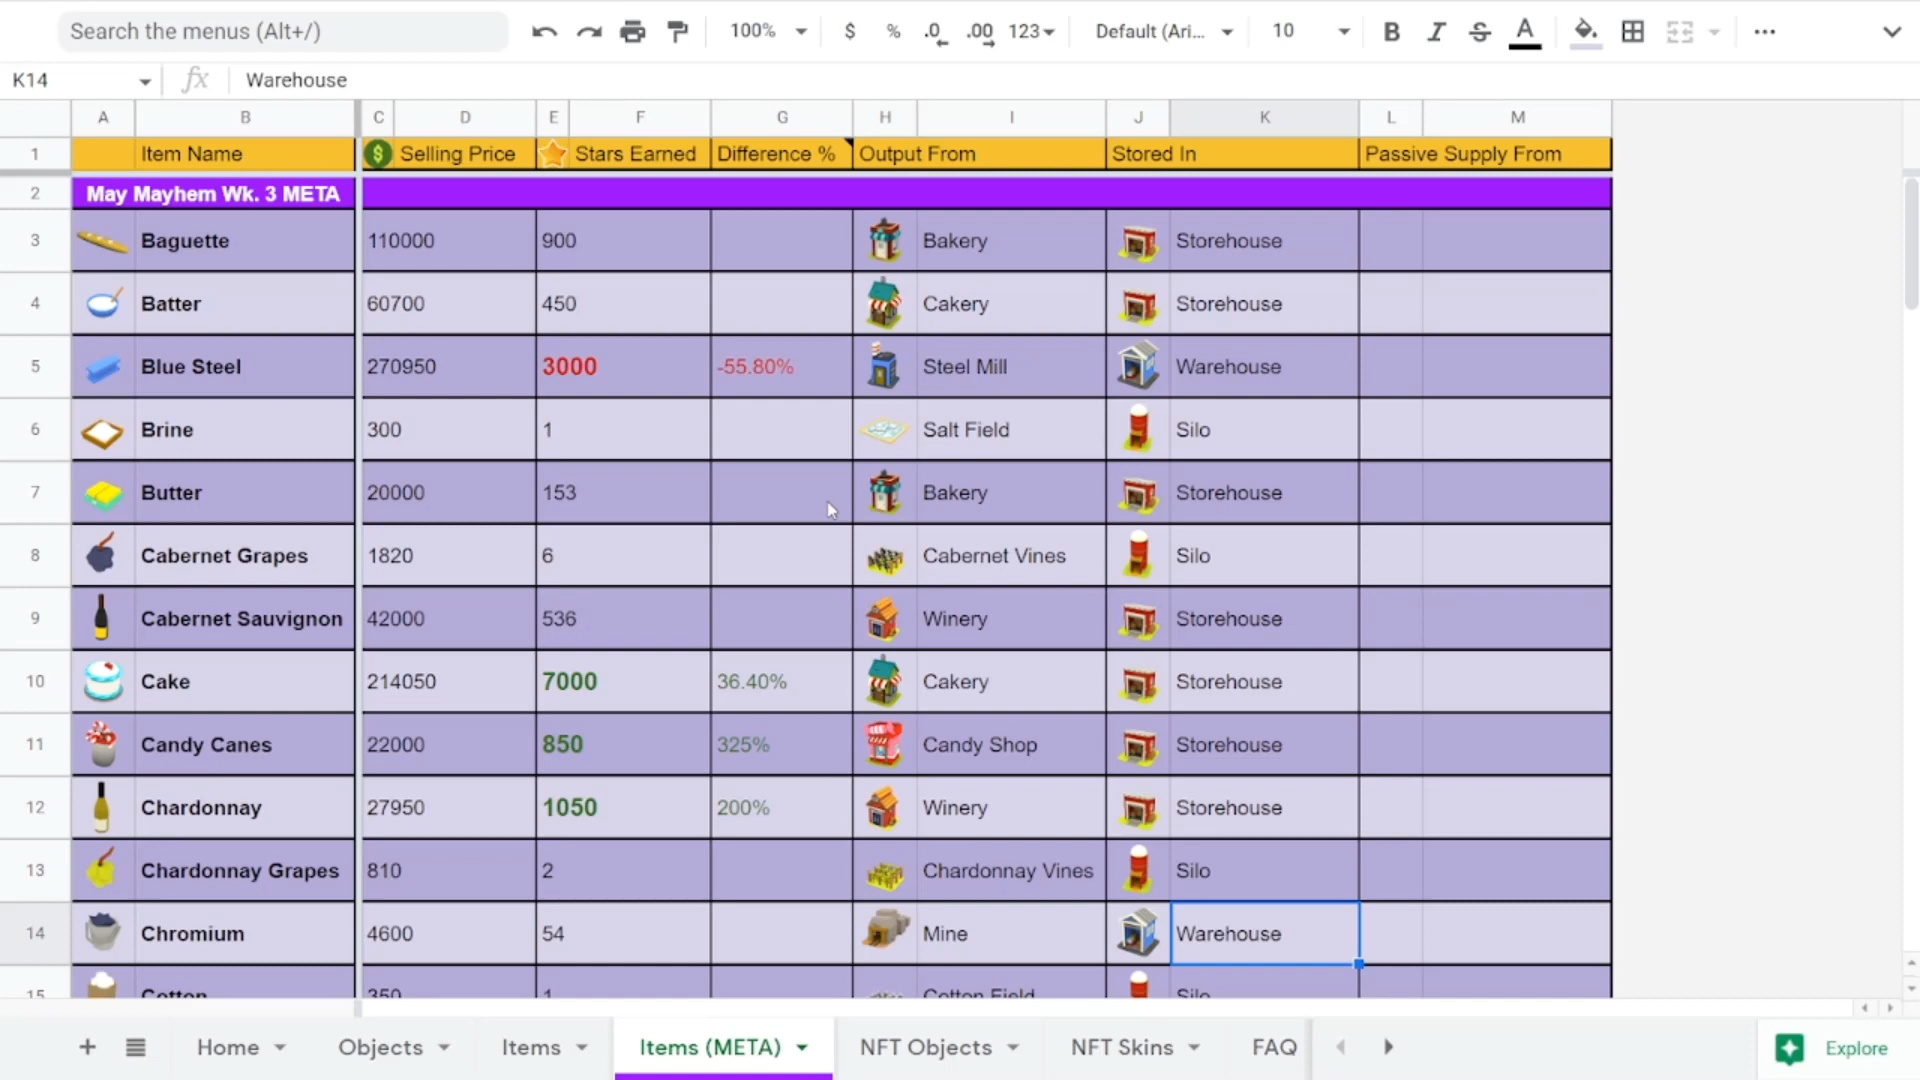 Search the menus (Alt+/) 100% $ % .0 .00 123 Default (Ari... 10 B I S A
K14 fx Warehouse
A B C D E F G H I J K L M
1 Item Name $ Selling Price Stars Earned Difference % Output From Stored In Passive Supply From
2 May Mayhem Wk. 3 META
3 Baguette 110000 900 Bakery Storehouse
4 Batter 60700 450 Cakery Storehouse
5 Blue Steel 270950 3000 -55.80% Steel Mill Warehouse
6 Brine 300 1 Salt Field Silo
7 Butter 20000 153 Bakery Storehouse
8 Cabernet Grapes 1820 6 Cabernet Vines Silo
9 Cabernet Sauvignon 42000 536 Winery Storehouse
10 Cake 214050 7000 36.40% Cakery Storehouse
11 Candy Canes 22000 850 325% Candy Shop Storehouse
12 Chardonnay 27950 1050 200% Winery Storehouse
13 Chardonnay Grapes 810 2 Chardonnay Vines Silo
14 Chromium 4600 54 Mine Warehouse
15 Cotton 350 1 Cotton Field Silo
+ Home Objects Items Items (META) NFT Objects NFT Skins FAQ Explore